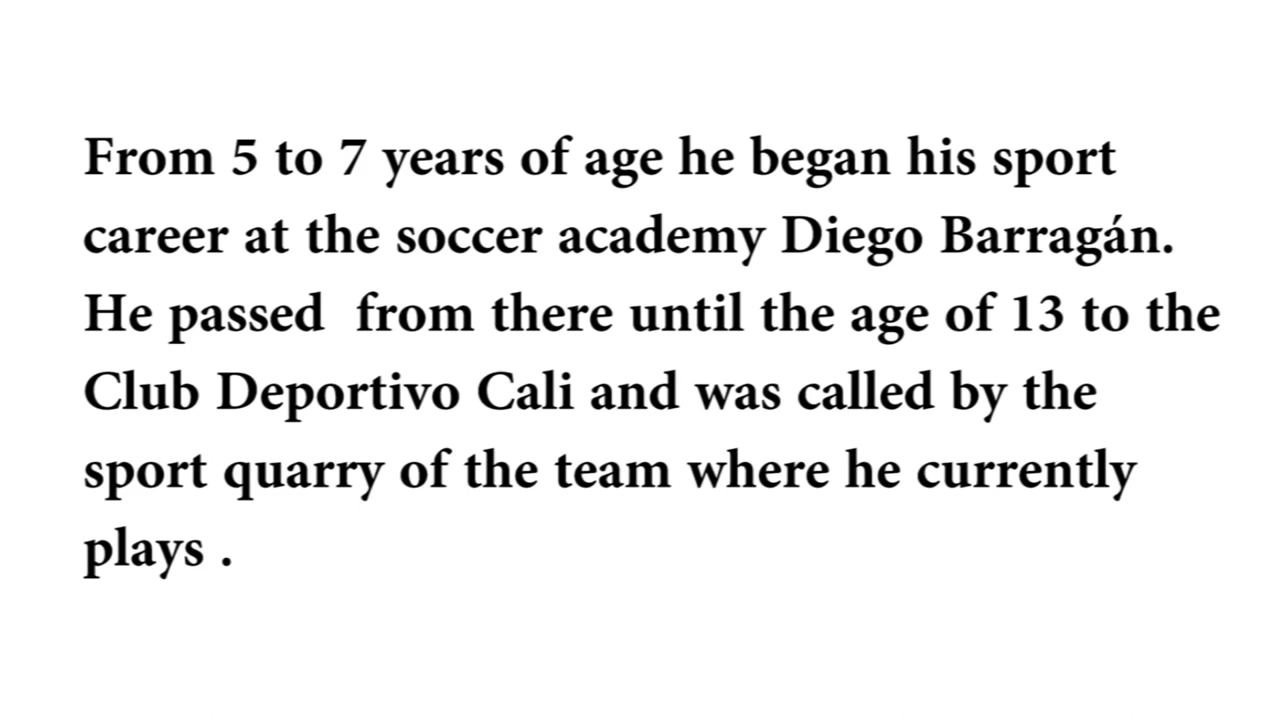 From 5 to 7 years of age he began his sport
career at the soccer academy Diego Barragán.
He passed  from there until the age of 13 to the
Club Deportivo Cali and was called by the
sport quarry of the team where he currently
plays .